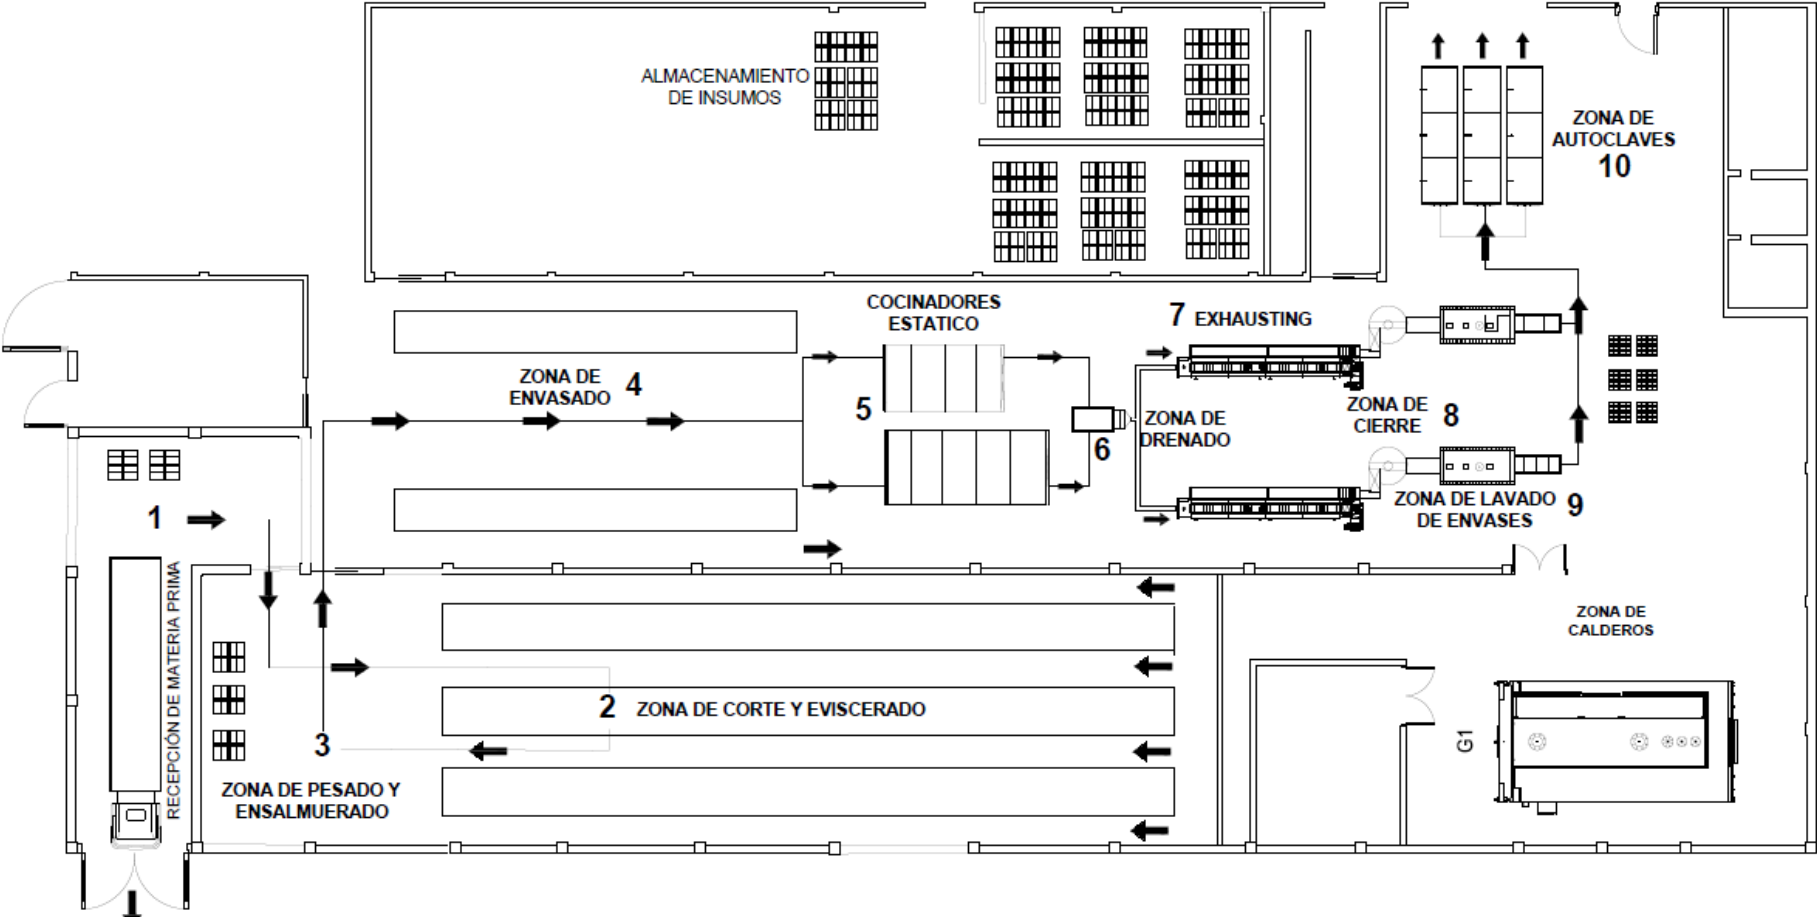 ALMACENAMIENTO
DE INSUMOS
ZONA DE
AUTOCLAVES
10
COCINADORES
ESTATICO
7 EXHAUSTING
ZONA DE
ENVASADO
4
5
6
ZONA DE
DRENADO
ZONA DE
CIERRE
8
ZONA DE LAVADO
DE ENVASES
9
1
RECEPCIÓN DE MATERIA PRIMA
2 ZONA DE CORTE Y EVISCERADO
3
ZONA DE PESADO Y
ENSALMUERADO
ZONA DE
CALDEROS
G1